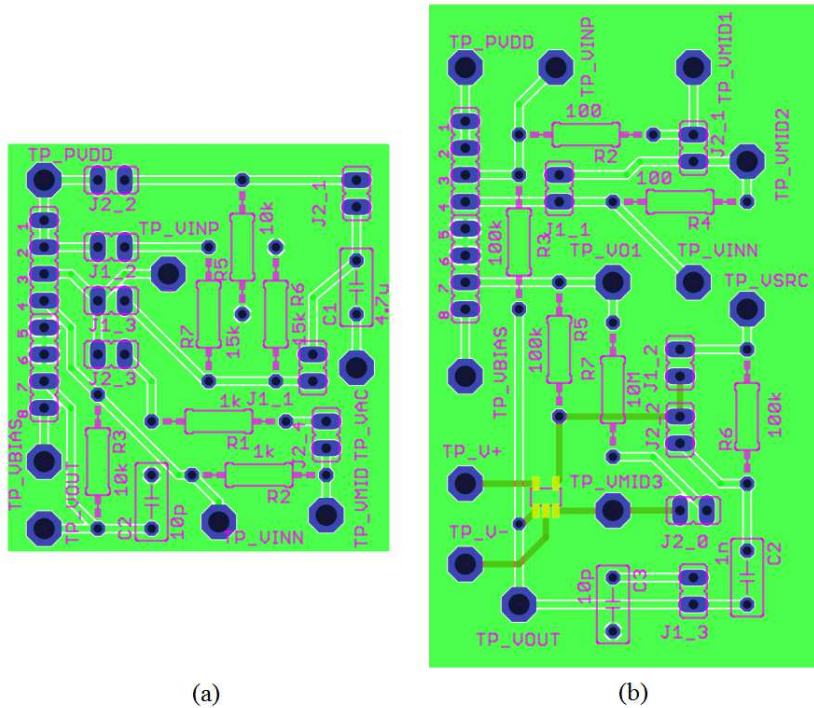 TP_PVDD
J2_2
J2_1
1
2
3
4
5
6
7
8
TP_VINP
J1_2
J1_3
J2_3
R5
10k
R7
15k
R6
15k
C1
4.7u
J1_1
1k
R1
1k
R2
J2_4
TP_VAC
TP_VMID
TP_VBIAS
TP_VOUT
R3
10k
C2
10p
TP_VINN
(a)
TP_PVDD
TP_VINP
TP_VMID1
100
R2
J2_1
TP_VMID2
1
2
3
4
5
6
7
8
100
R4
J1_1
R3
100k
TP_VO1
TP_VINN
TP_VSRC
TP_VBIAS
R5
100k
R7
10M
J1_2
J2_2
R6
100k
TP_V+
TP_VMID3
TP_V-
J2_0
TP_VOUT
10p
C3
J1_3
1n
C2
(b)